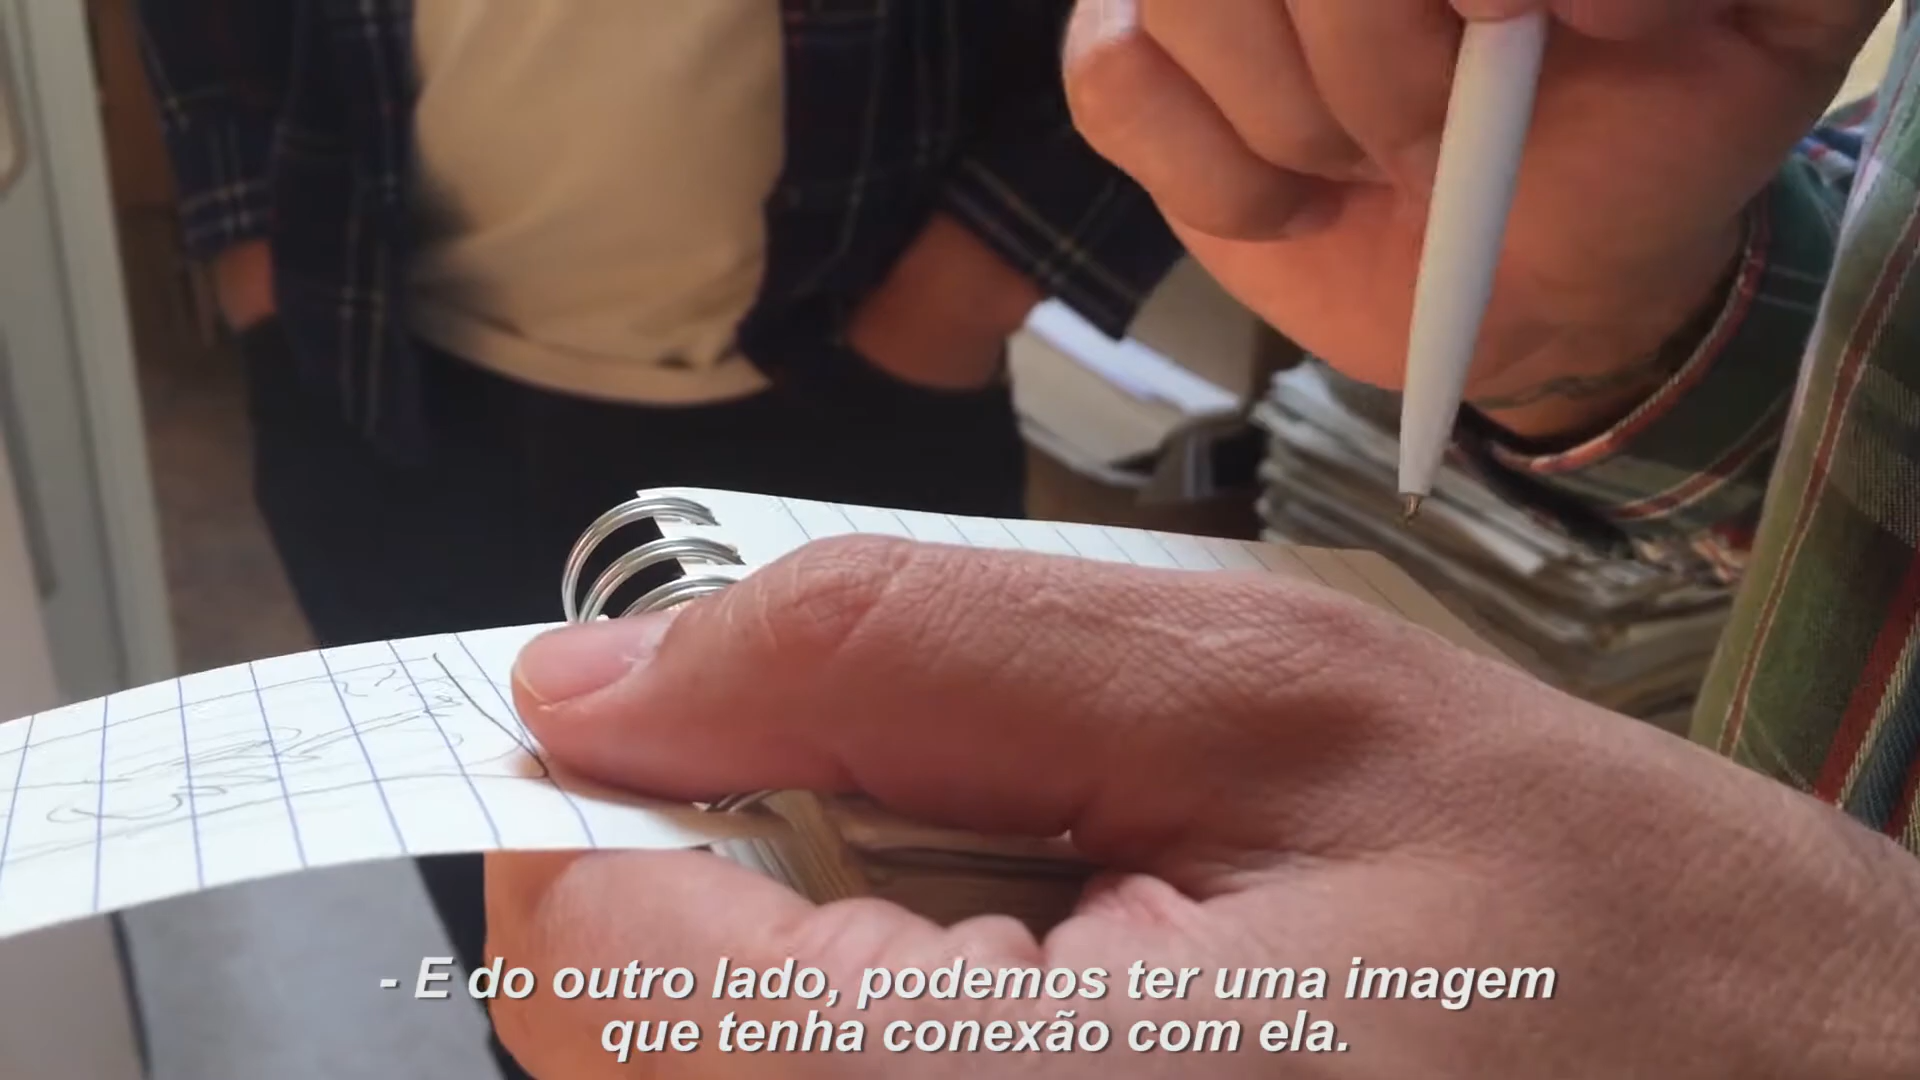 - E do outro lado, podemos ter uma imagem
que tenha conexão com ela.